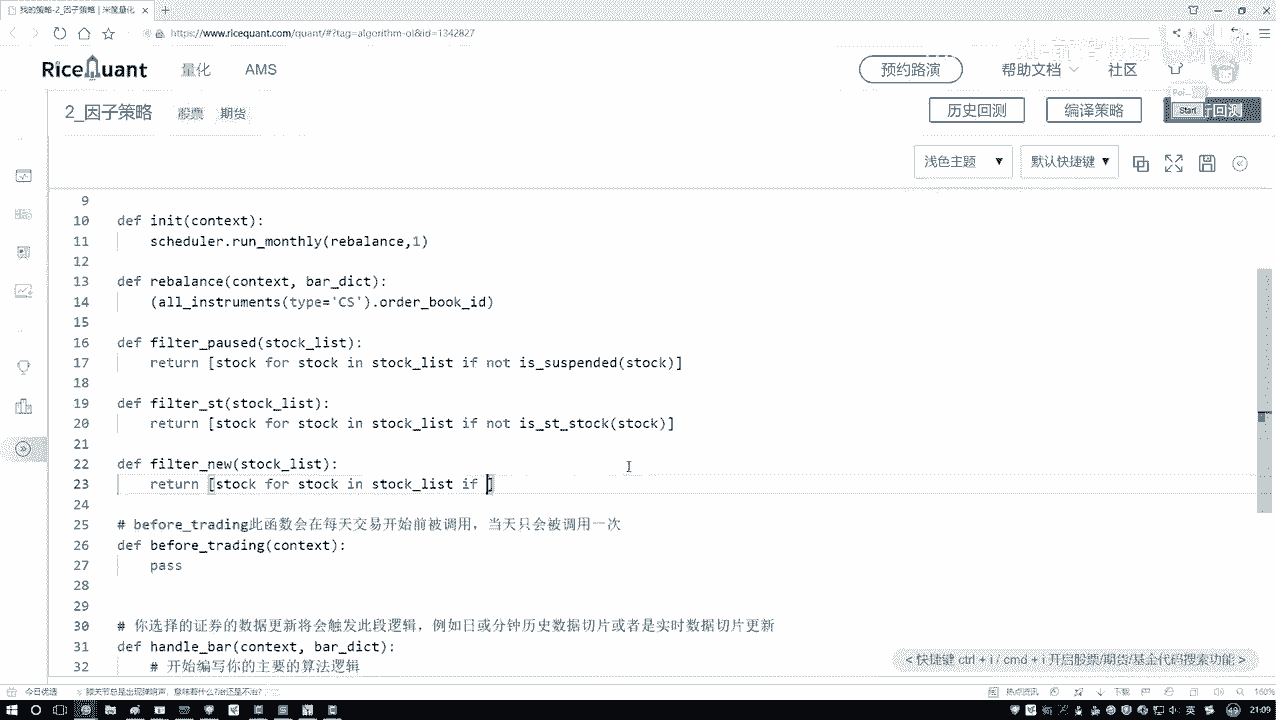 我的策略-2_因子策略 | 米筐量化
https://www.ricequant.com/quant/#?tag=algorithm-ol&id=1342827
RiceQuant 量化 AMS 预约路演 帮助文档 社区
2_因子策略 股票 期货 历史回测 编译策略 回测
Start
浅色主题 默认快捷键
9
10 def init(context):
11 scheduler.run_monthly(rebalance,1)
12
13 def rebalance(context, bar_dict):
14 (all_instruments(type='CS').order_book_id)
15
16 def filter_paused(stock_list):
17 return [stock for stock in stock_list if not is_suspended(stock)]
18
19 def filter_st(stock_list):
20 return [stock for stock in stock_list if not is_st_stock(stock)]
21
22 def filter_new(stock_list):
23 return [stock for stock in stock_list if ]
24
25 # before_trading此函数会在每天交易开始前被调用，当天只会被调用一次
26 def before_trading(context):
27 pass
28
29
30 # 你选择的证券的数据更新将会触发此段逻辑，例如日或分钟历史数据切片或者是实时数据切片更新
31 def handle_bar(context, bar_dict):
32 # 开始编写你的主要的算法逻辑
< 快捷键 ctrl + i / cmd + i 开启股票/期货/基金代码搜索功能 >
今日优选 热点资讯 下载 160%
英 21:09